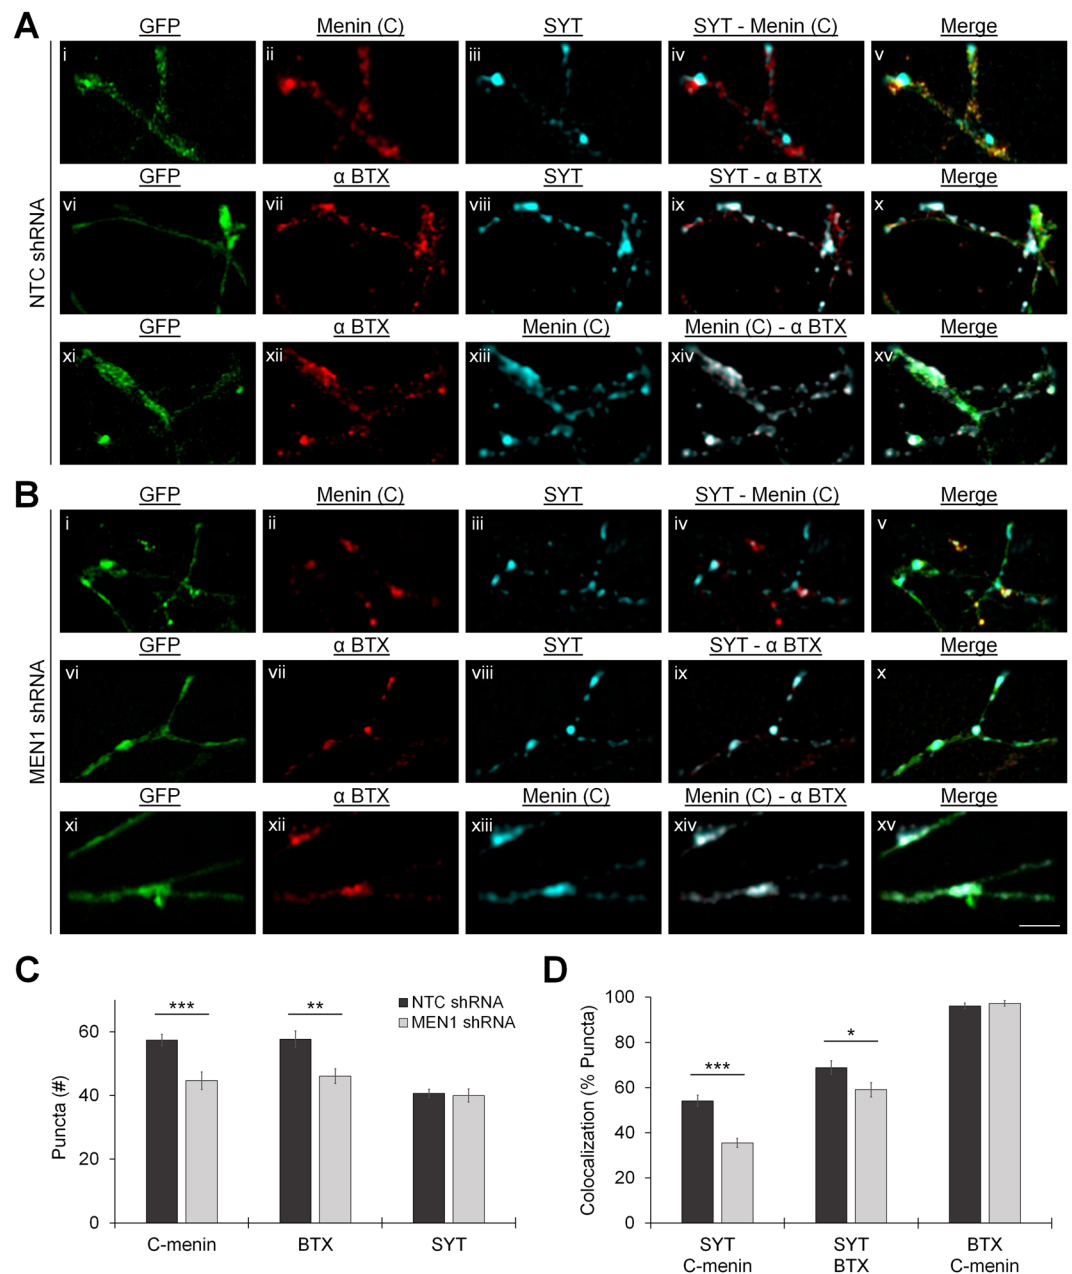 A
GFP Menin (C) SYT SYT - Menin (C) Merge
i ii iii iv v
GFP α BTX SYT SYT - α BTX Merge
vi vii viii ix x
NTC shRNA
GFP α BTX Menin (C) Menin (C) - α BTX Merge
xi xii xiii xiv xv
B
GFP Menin (C) SYT SYT - Menin (C) Merge
i ii iii iv v
GFP α BTX SYT SYT - α BTX Merge
vi vii viii ix x
MEN1 shRNA
GFP α BTX Menin (C) Menin (C) - α BTX Merge
xi xii xiii xiv xv
C
Puncta (#)
60
40
20
0
***
**
NTC shRNA
MEN1 shRNA
C-menin BTX SYT
D
Colocalization (% Puncta)
100
80
60
40
20
0
***
*
SYT SYT BTX
C-menin BTX C-menin